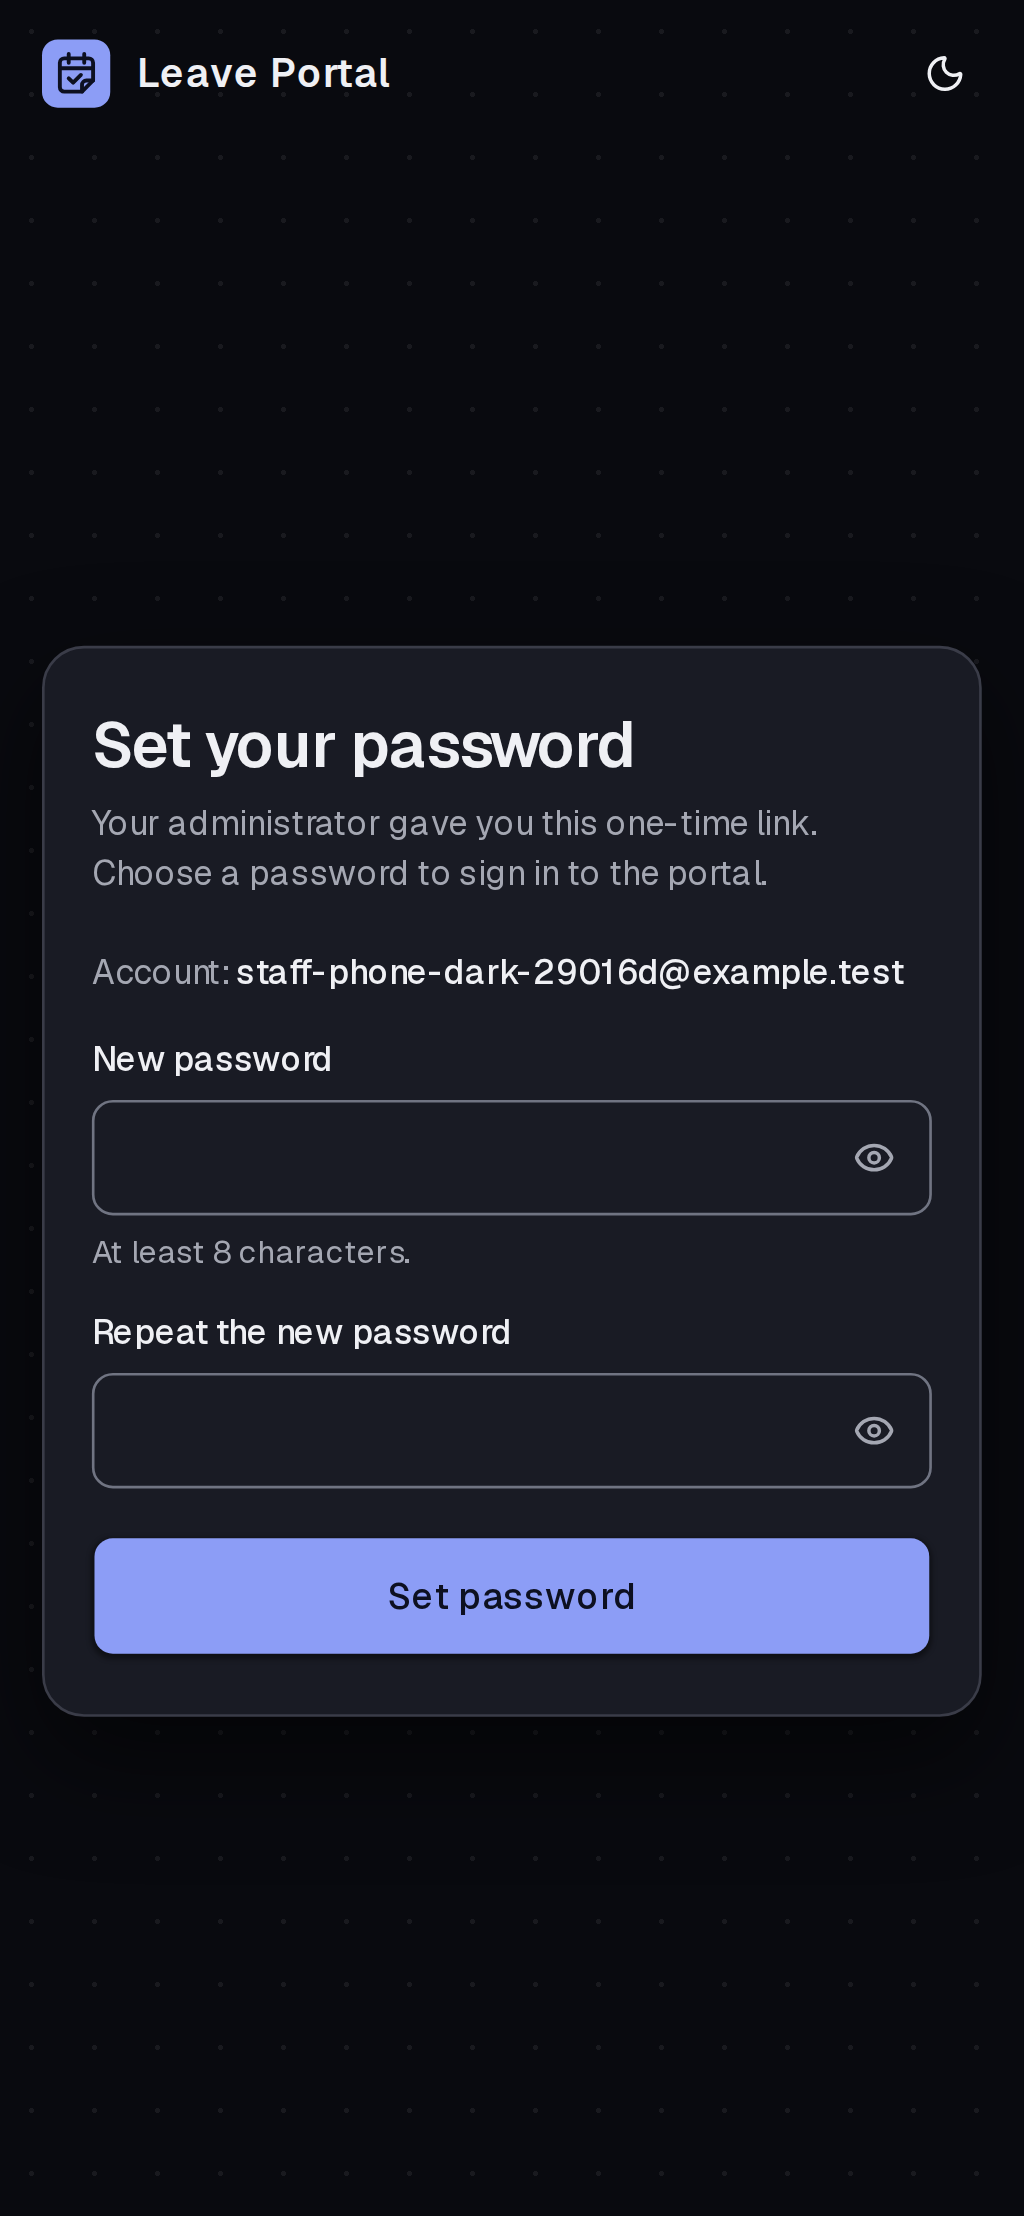 Leave Portal
Set your password
Your administrator gave you this one-time link.
Choose a password to sign in to the portal.
Account: staff-phone-dark-29016d@example.test
New password
At least 8 characters.
Repeat the new password
Set password